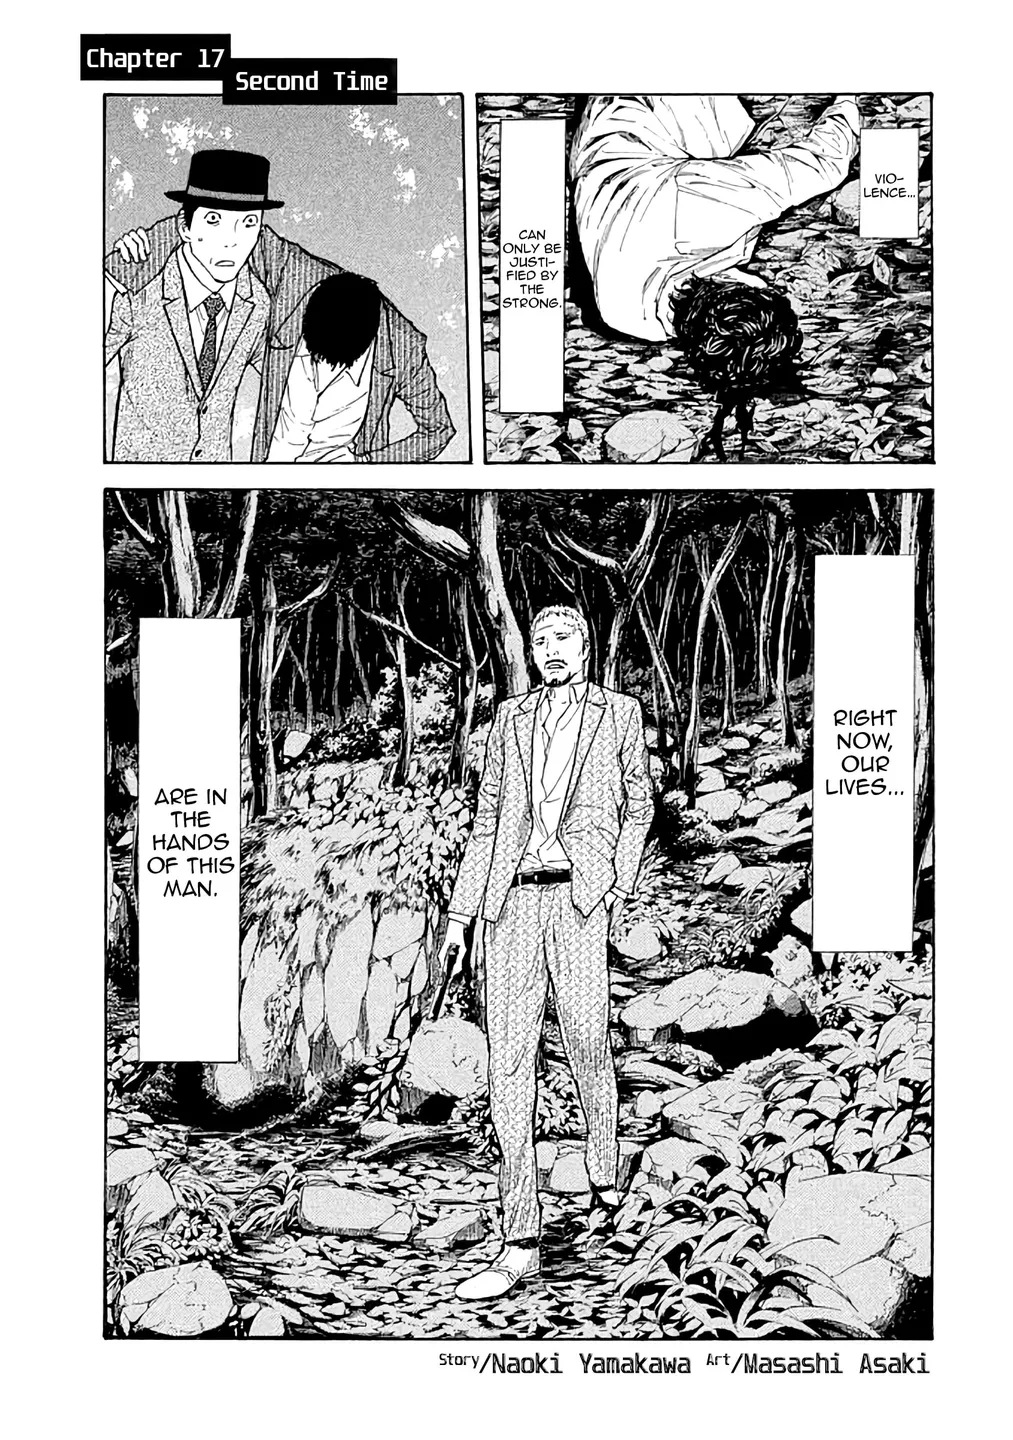 Chapter 17
Second Time
VIO-
LENCE...
CAN
ONLY BE
JUSTI-
FIED BY
THE
STRONG.
RIGHT
NOW,
OUR
LIVES...
ARE IN
THE
HANDS
OF THIS
MAN.
Story/Naoki Yamakawa Art/Masashi Asaki